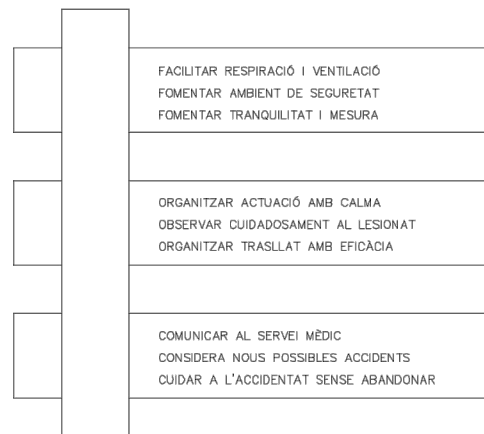 FACILITAR RESPIRACIÓ I VENTILACIÓ
FOMENTAR AMBIENT DE SEGURETAT
FOMENTAR TRANQUILITAT I MESURA
ORGANITZAR ACTUACIÓ AMB CALMA
OBSERVAR CUIDADOSAMENT AL LESIONAT
ORGANITZAR TRASLLAT AMB EFICÀCIA
COMUNICAR AL SERVEI MÈDIC
CONSIDERA NOUS POSSIBLES ACCIDENTS
CUIDAR A L'ACCIDENTAT SENSE ABANDONAR